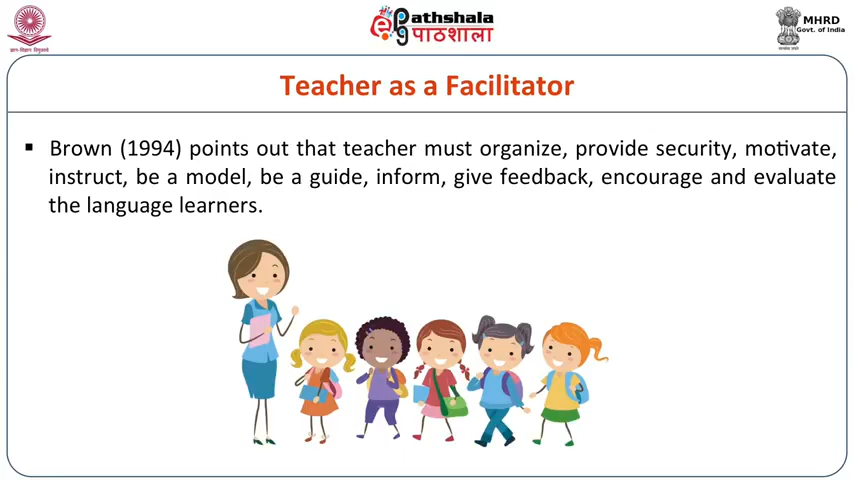 Pathshala
पाठशाला
MHRD
Govt. of India
Teacher as a Facilitator
▪ Brown (1994) points out that teacher must organize, provide security, motivate,
instruct, be a model, be a guide, inform, give feedback, encourage and evaluate
the language learners.